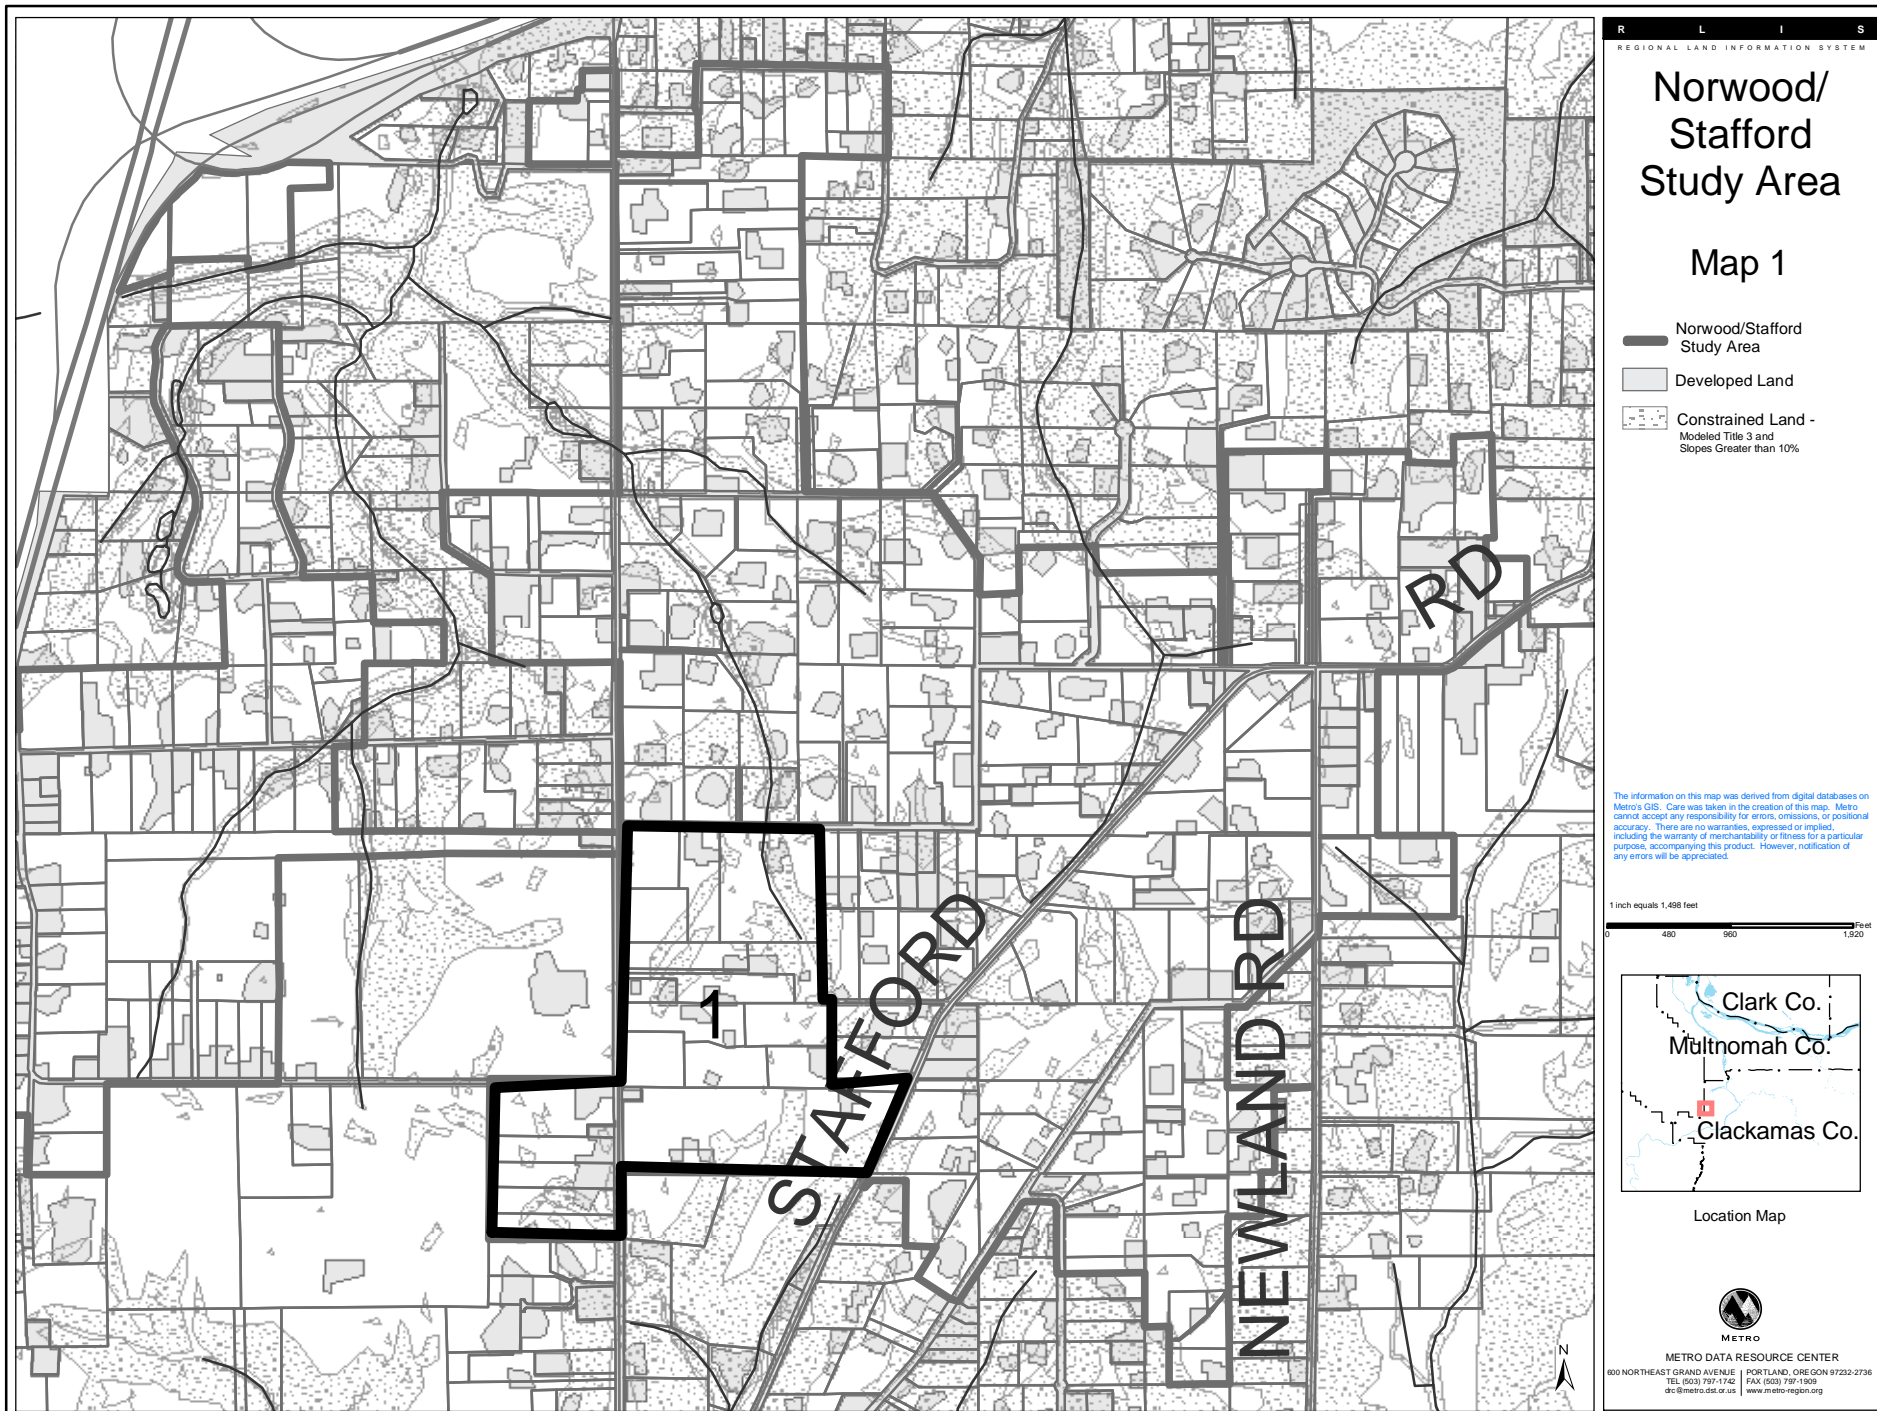 R L I S
REGIONAL LAND INFORMATION SYSTEM
Norwood/
Stafford
Study Area
Map 1
Norwood/Stafford
Study Area
Developed Land
Constrained Land -
Modeled Title 3 and
Slopes Greater than 10%
The information on this map was derived from digital databases on
Metro's GIS. Care was taken in the creation of this map. Metro
cannot accept any responsibility for errors, omissions, or positional
accuracy. There are no warranties, expressed or implied,
including the warranty of merchantability or fitness for a particular
purpose, accompanying this product. However, notification of
any errors will be appreciated.
1 inch equals 1,498 feet
Feet
0 480 960 1,920
Clark Co.
Multnomah Co.
Clackamas Co.
Location Map
METRO
METRO DATA RESOURCE CENTER
600 NORTHEAST GRAND AVENUE | PORTLAND, OREGON 97232-2736
TEL (503) 797-1742 | FAX (503) 797-1909
drc@metro.dst.or.us | www.metro-region.org
N
RD
STAFFORD
NEWLAND RD
1